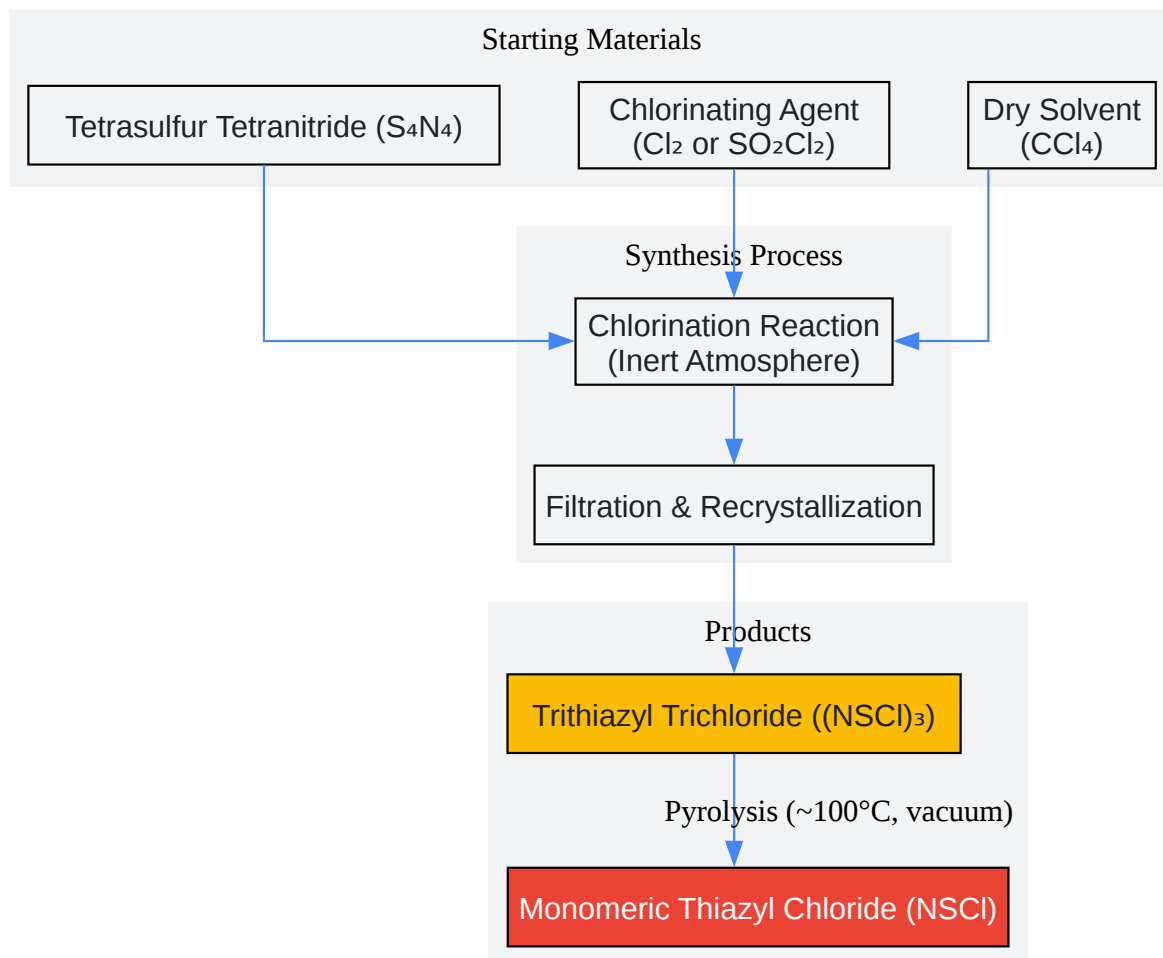 Starting Materials
Tetrasulfur Tetranitride (S₄N₄)
Chlorinating Agent
(Cl₂ or SO₂Cl₂)
Dry Solvent
(CCl₄)
Synthesis Process
Chlorination Reaction
(Inert Atmosphere)
Filtration & Recrystallization
Products
Trithiazyl Trichloride ((NSCl)₃)
Pyrolysis (~100°C, vacuum)
Monomeric Thiazyl Chloride (NSCl)